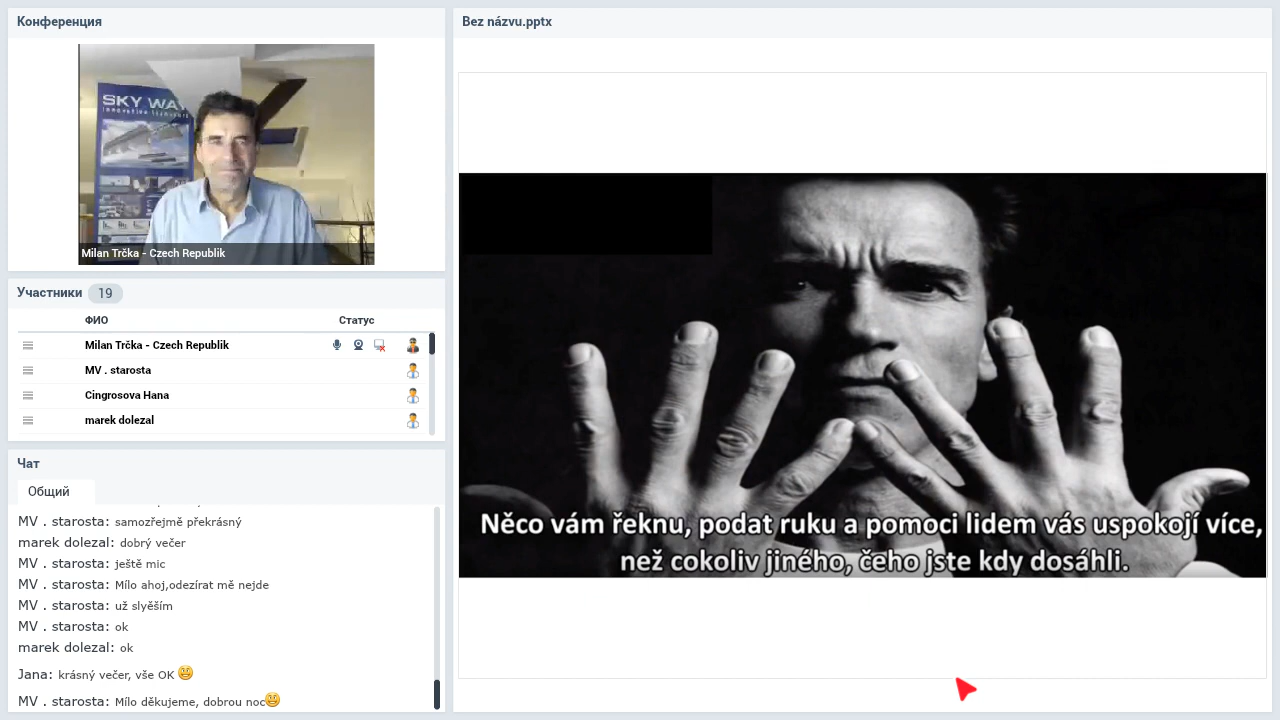 Конференция
SKY WAY
Milan Trčka - Czech Republik
Участники 19
ФИО Статус
Milan Trčka - Czech Republik
MV . starosta
Cingrosova Hana
marek dolezal
Чат
Общий
MV . starosta: samozřejmě překrásný
marek dolezal: dobrý večer
MV . starosta: ještě mic
MV . starosta: Mílo ahoj,odezírat mě nejde
MV . starosta: už slyěším
MV . starosta: ok
marek dolezal: ok
Jana: krásný večer, vše OK
MV . starosta: Mílo děkujeme, dobrou noc
Bez názvu.pptx
Něco vám řeknu, podat ruku a pomoci lidem vás uspokojí více,
než cokoliv jiného, čeho jste kdy dosáhli.